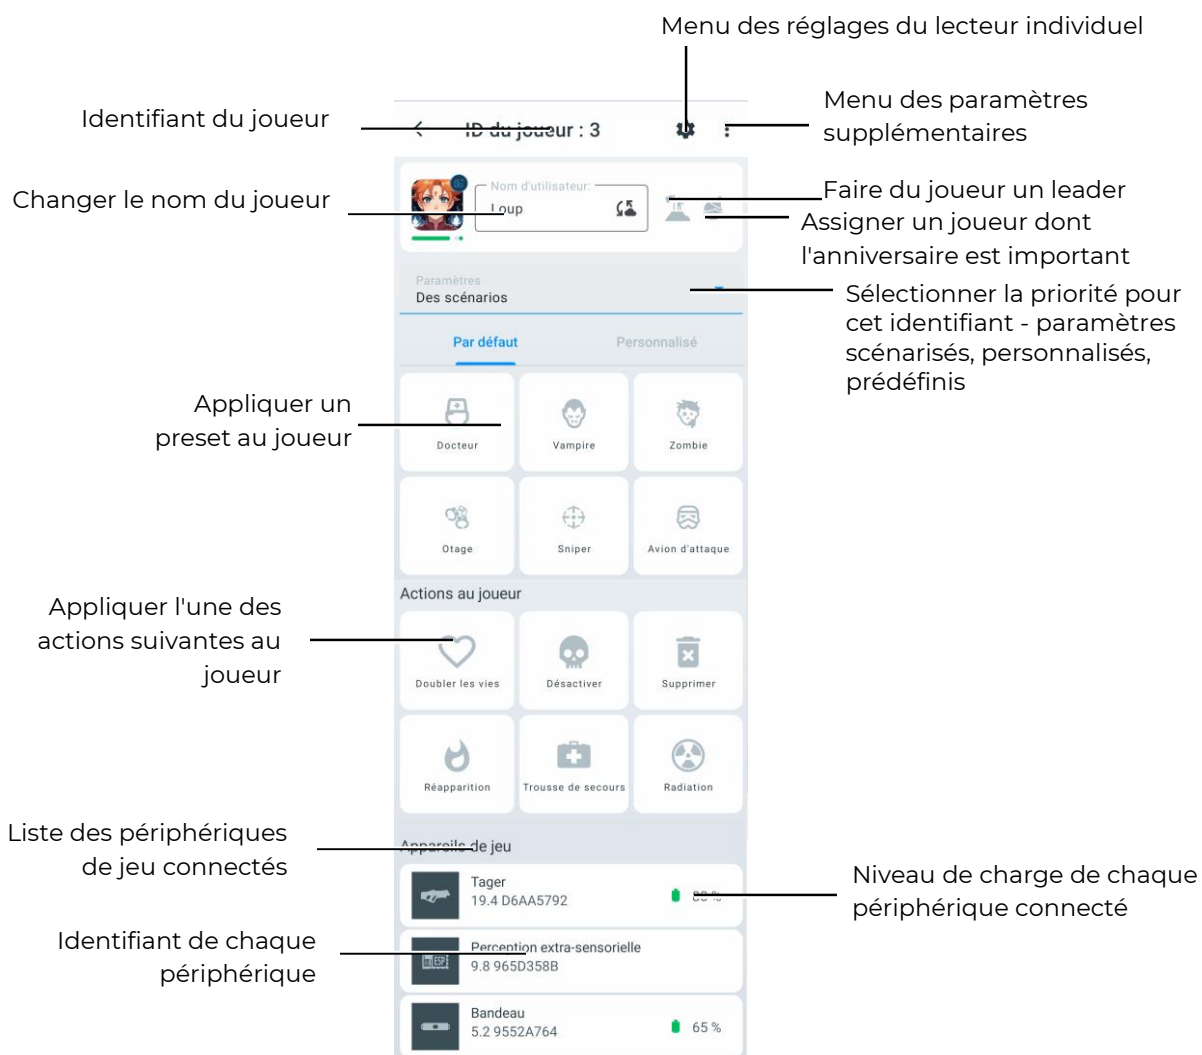 Menu des réglages du lecteur individuel
Identifiant du joueur
ID du joueur : 3
Menu des paramètres
supplémentaires
Changer le nom du joueur
Nom d'utilisateur:
Loup
Faire du joueur un leader
Assigner un joueur dont
l'anniversaire est important
Paramètres
Des scénarios
Sélectionner la priorité pour
cet identifiant - paramètres
scénarisés, personnalisés,
prédéfinis
Par défaut
Personnalisé
Appliquer un
preset au joueur
Docteur
Vampire
Zombie
Otage
Sniper
Avion d'attaque
Actions au joueur
Appliquer l'une des
actions suivantes au
joueur
Doubler les vies
Désactiver
Supprimer
Réapparition
Trousse de secours
Radiation
Liste des périphériques
de jeu connectés
Appareils de jeu
Tager
19.4 D6AA5792
Niveau de charge de chaque
périphérique connecté
Identifiant de chaque
périphérique
Perception extra-sensorielle
9.8 965D358B
ESP
Bandeau
5.2 9552A764
65 %